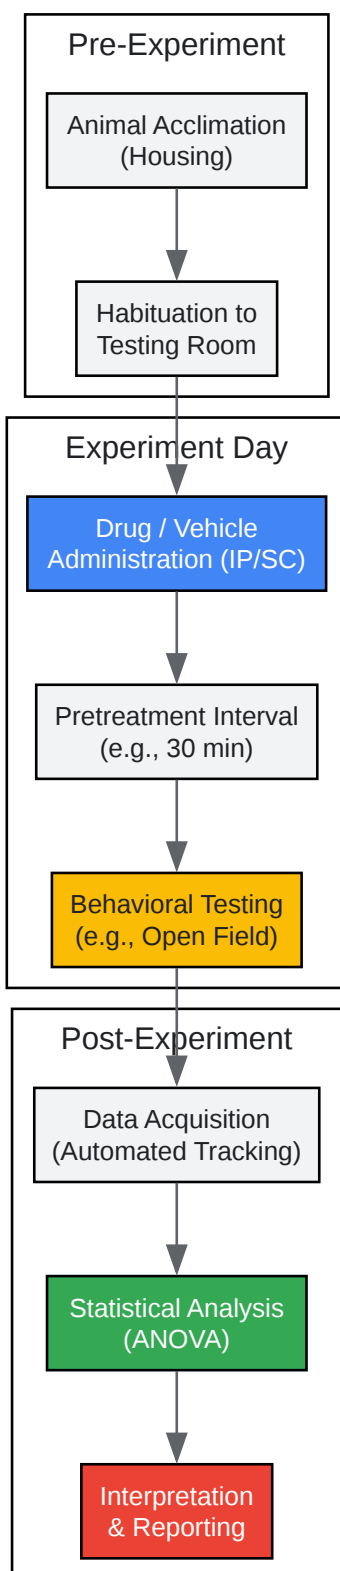 Pre-Experiment
Animal Acclimation
(Housing)
Habituation to
Testing Room
Experiment Day
Drug / Vehicle
Administration (IP/SC)
Pretreatment Interval
(e.g., 30 min)
Behavioral Testing
(e.g., Open Field)
Post-Experiment
Data Acquisition
(Automated Tracking)
Statistical Analysis
(ANOVA)
Interpretation
& Reporting